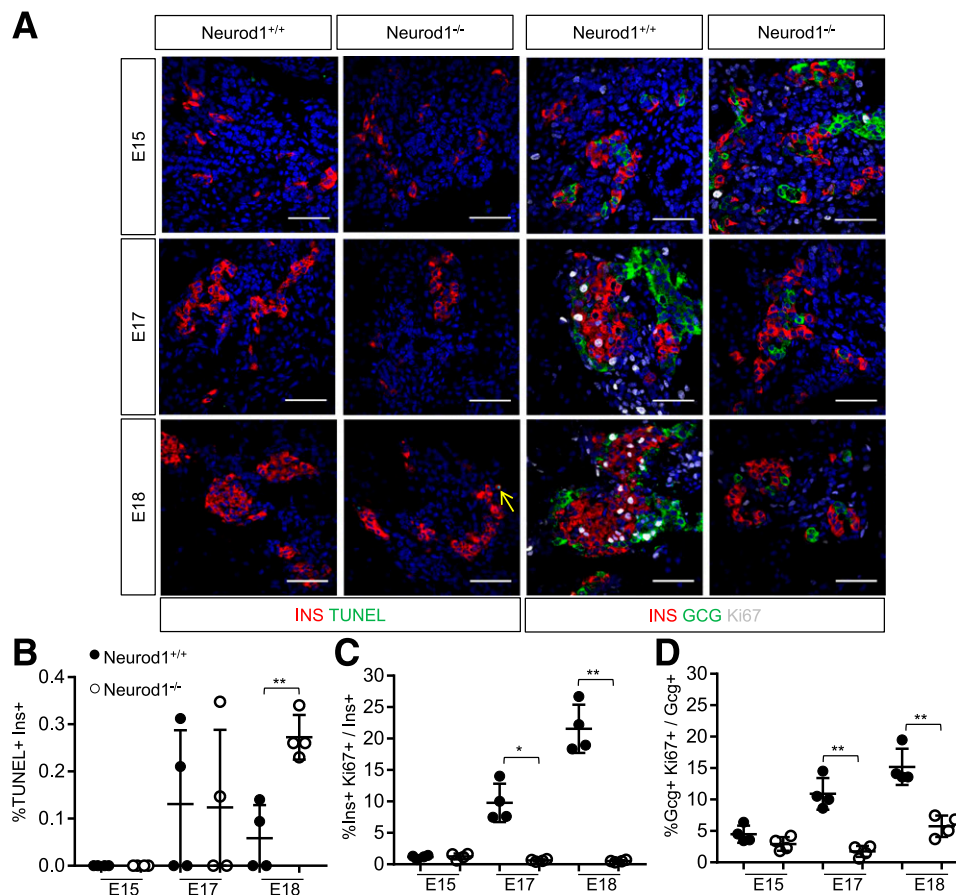 A
Neurod1+/+ Neurod1-/- Neurod1+/+ Neurod1-/-
E15
E17
E18
INS TUNEL INS GCG Ki67
B
Neurod1+/+
Neurod1-/-
%TUNEL+ Ins+
0.4
0.3
0.2
0.1
0.0
**
E15 E17 E18
C
%Ins+ Ki67+ / Ins+
30
25
20
15
10
5
0
*
**
E15 E17 E18
D
%Gcg+ Ki67+ / Gcg+
30
25
20
15
10
5
0
**
**
E15 E17 E18